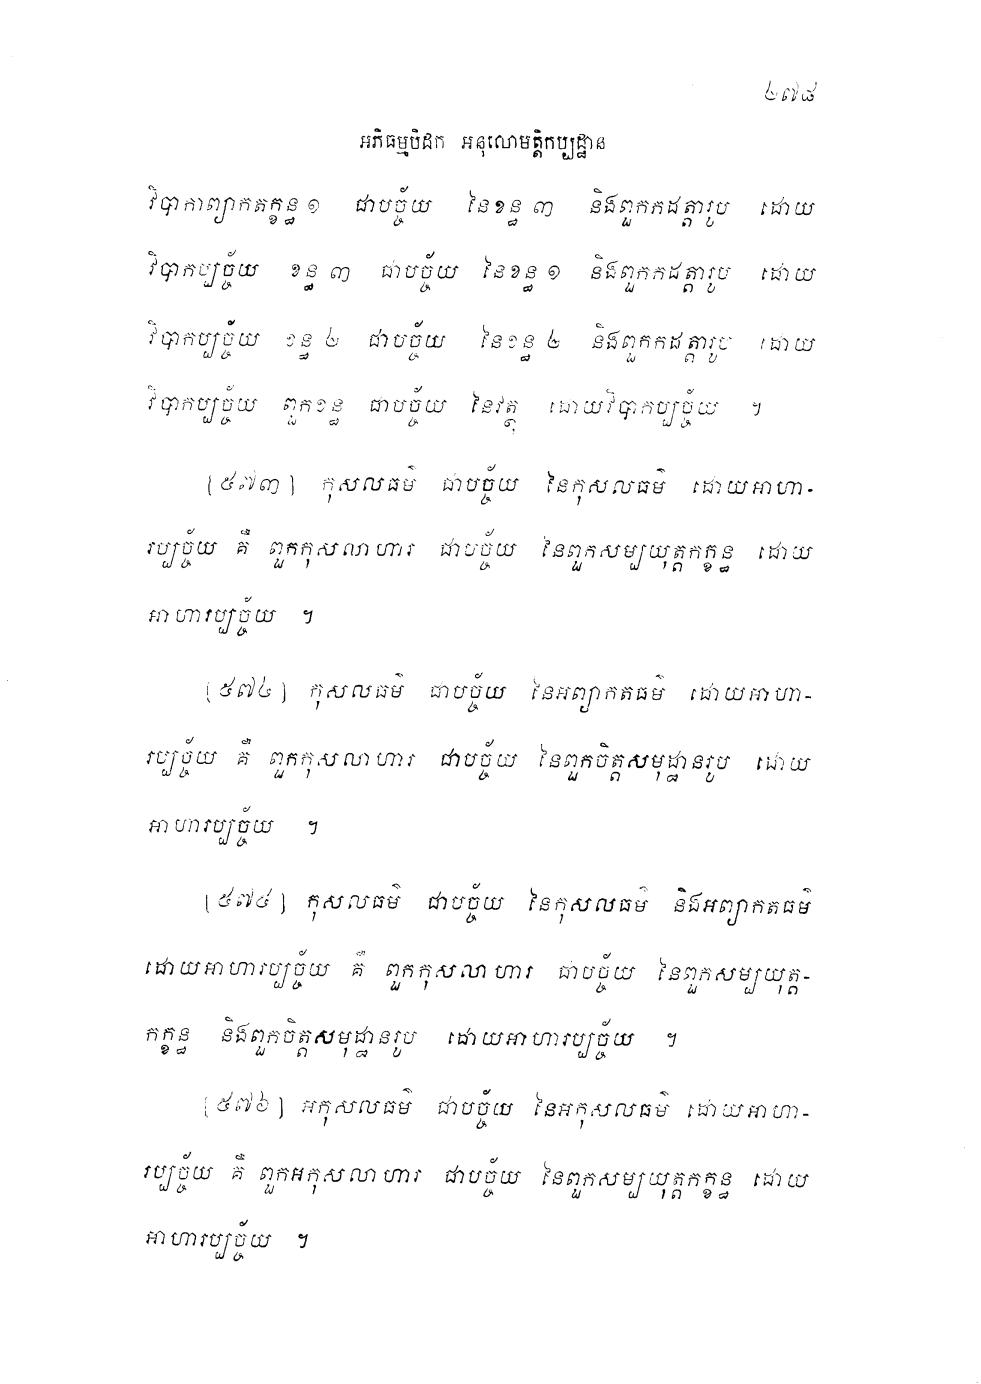 ២៧៨
អភិធម្មបិដក អនុលោមត្តិកប្បដ្ឋាន
វិបាកាព្យាកតក្ខន្ធ ១ ជាបច្ច័យ នៃខន្ធ ៣ និងពួកកដត្តារូប ដោយ
វិបាកប្បច្ច័យ ខន្ធ ៣ ជាបច្ច័យ នៃខន្ធ ១ និងពួកកដត្តារូប ដោយ
វិបាកប្បច្ច័យ ខន្ធ ២ ជាបច្ច័យ នៃខន្ធ ២ និងពួកកដត្តារូប ដោយ
វិបាកប្បច្ច័យ ពួកខន្ធ ជាបច្ច័យ នៃវត្ថុ ដោយវិបាកប្បច្ច័យ ។
[៥៧៣] កុសលធម៌ ជាបច្ច័យ នៃកុសលធម៌ ដោយអាហា-
រប្បច្ច័យ គឺ ពួកកុសលាហារ ជាបច្ច័យ នៃពួកសម្បយុត្តកក្ខន្ធ ដោយ
អាហារប្បច្ច័យ ។
[៥៧៤] កុសលធម៌ ជាបច្ច័យ នៃអព្យាកតធម៌ ដោយអាហា-
រប្បច្ច័យ គឺ ពួកកុសលាហារ ជាបច្ច័យ នៃពួកចិត្តសមុដ្ឋានរូប ដោយ
អាហារប្បច្ច័យ ។
[៥៧៥] កុសលធម៌ ជាបច្ច័យ នៃកុសលធម៌ និងអព្យាកតធម៌
ដោយអាហារប្បច្ច័យ គឺ ពួកកុសលាហារ ជាបច្ច័យ នៃពួកសម្បយុត្ត-
កក្ខន្ធ និងពួកចិត្តសមុដ្ឋានរូប ដោយអាហារប្បច្ច័យ ។
[៥៧៦] អកុសលធម៌ ជាបច្ច័យ នៃអកុសលធម៌ ដោយអាហា-
រប្បច្ច័យ គឺ ពួកអកុសលាហារ ជាបច្ច័យ នៃពួកសម្បយុត្តកក្ខន្ធ ដោយ
អាហារប្បច្ច័យ ។